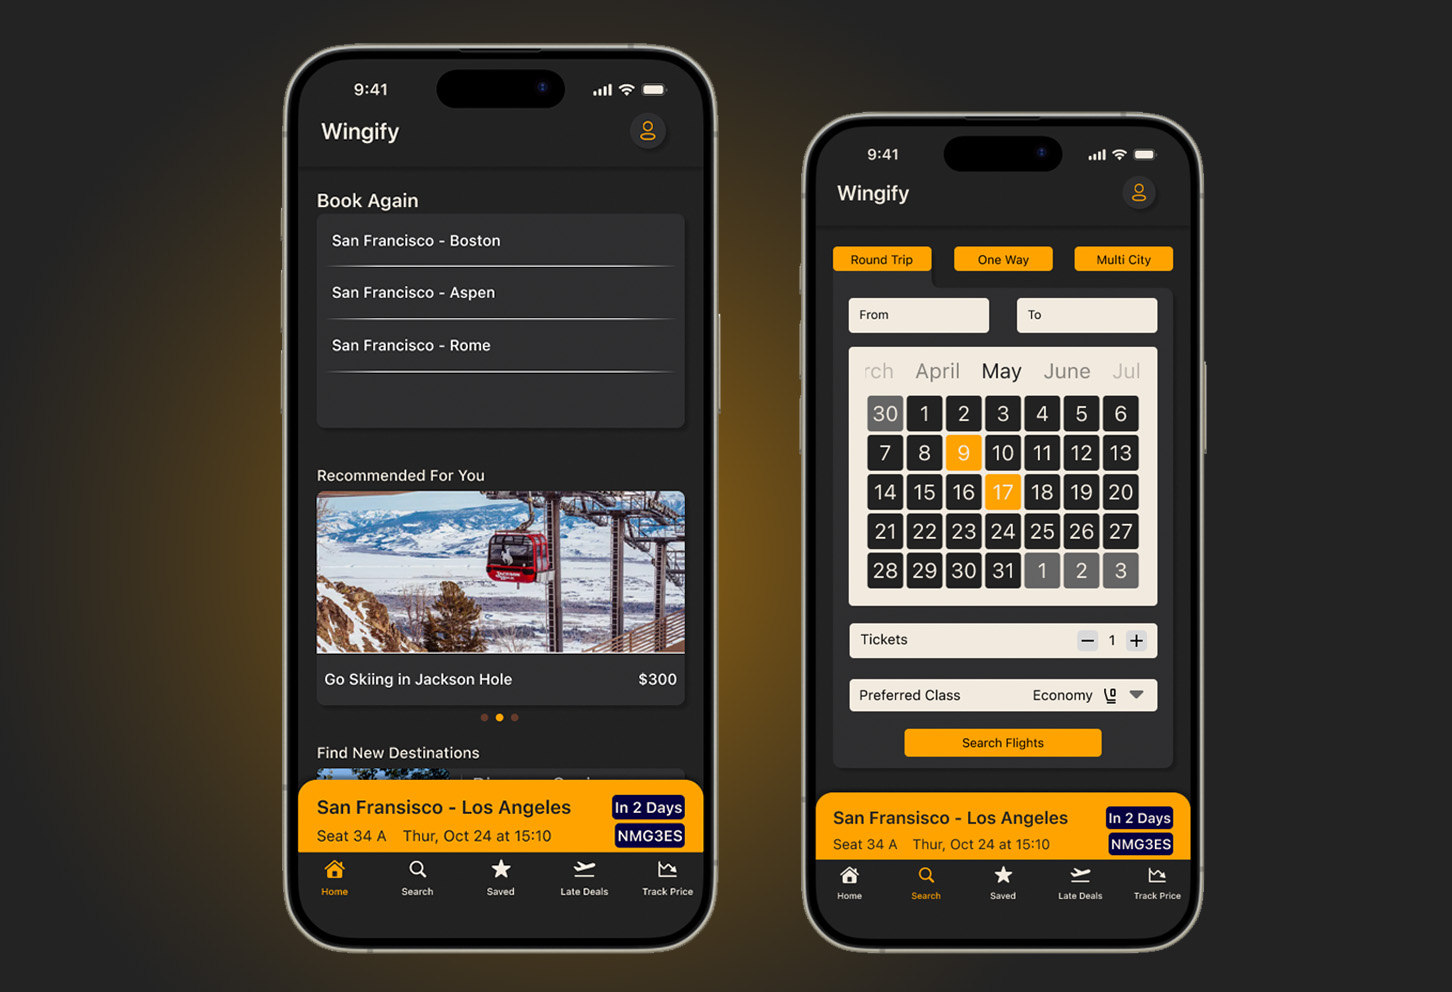 9:41
Wingify
Book Again
San Francisco - Boston
San Francisco - Aspen
San Francisco - Rome
Recommended For You
Go Skiing in Jackson Hole $300
Find New Destinations
San Fransisco - Los Angeles In 2 Days
Seat 34 A Thur, Oct 24 at 15:10 NMG3ES
Home Search Saved Late Deals Track Price
9:41
Wingify
Round Trip One Way Multi City
From To
rch April May June Jul
30 1 2 3 4 5 6
7 8 9 10 11 12 13
14 15 16 17 18 19 20
21 22 23 24 25 26 27
28 29 30 31 1 2 3
Tickets − 1 +
Preferred Class Economy
Search Flights
San Fransisco - Los Angeles In 2 Days
Seat 34 A Thur, Oct 24 at 15:10 NMG3ES
Home Search Saved Late Deals Track Price